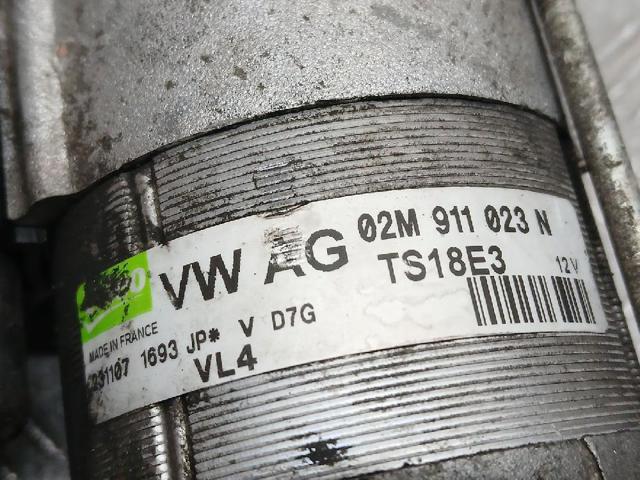 VW AG 02M 911 023 N
TS18E3 12V
MADE IN FRANCE
1693 JP* V D7G
VL4